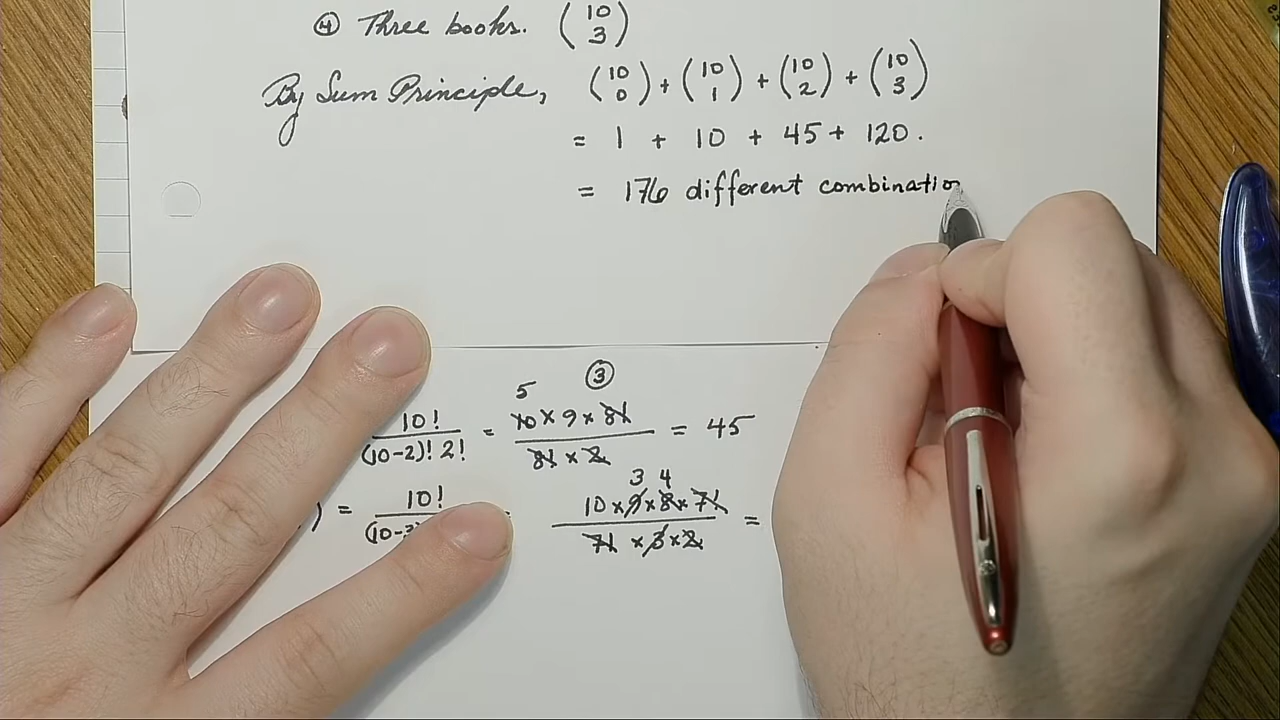 ④ Three books. (10 3)
By Sum Principle, (10 0) + (10 1) + (10 2) + (10 3)
= 1 + 10 + 45 + 120.
= 176 different combinatio
③
5
10! / (10-2)! 2! = 10 × 9 × 8! / 8! × 2 = 45
3 4
) = 10! / (10-3) = 10 × 9 × 8 × 7! / 7! × 3 × 2 =